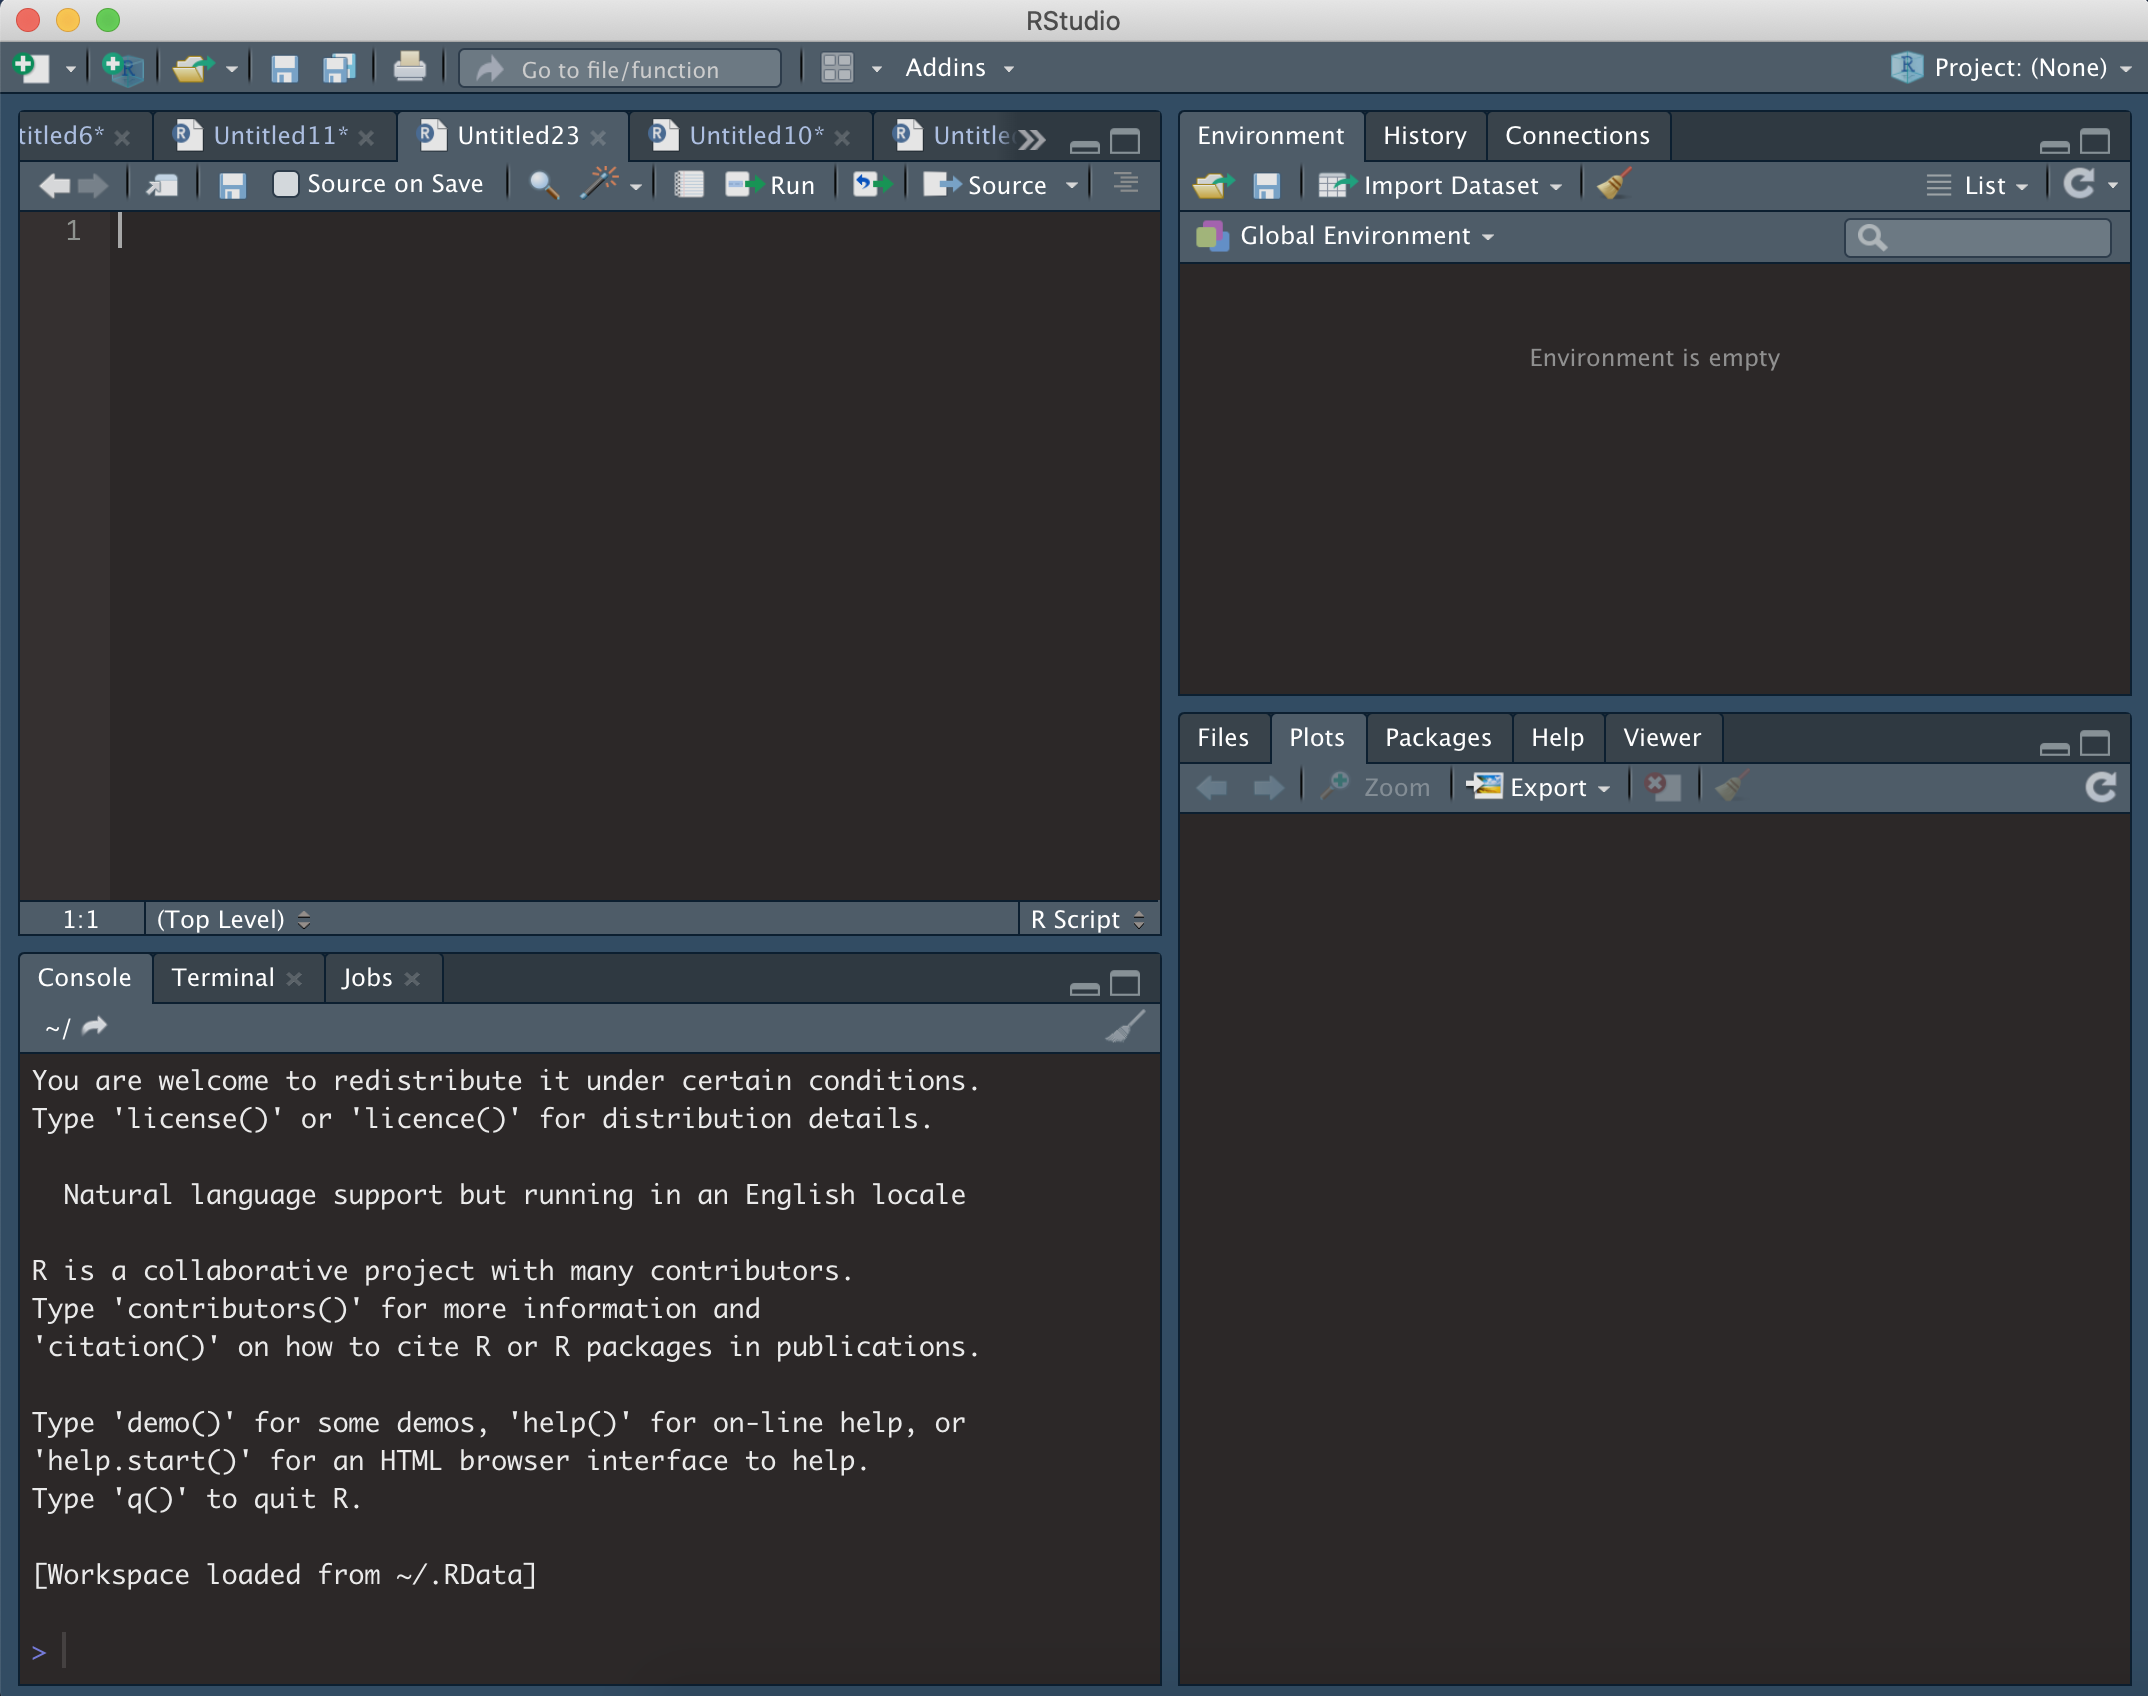 RStudio
Go to file/function
Addins
Project: (None)
titled6*
Untitled11*
Untitled23
Untitled10*
Untitle
Source on Save
Run
Source
1
1:1
(Top Level)
R Script
Console
Terminal
Jobs
~/
You are welcome to redistribute it under certain conditions.
Type 'license()' or 'licence()' for distribution details.
Natural language support but running in an English locale
R is a collaborative project with many contributors.
Type 'contributors()' for more information and
'citation()' on how to cite R or R packages in publications.
Type 'demo()' for some demos, 'help()' for on-line help, or
'help.start()' for an HTML browser interface to help.
Type 'q()' to quit R.
[Workspace loaded from ~/.RData]
>
Environment
History
Connections
Import Dataset
List
Global Environment
Environment is empty
Files
Plots
Packages
Help
Viewer
Zoom
Export